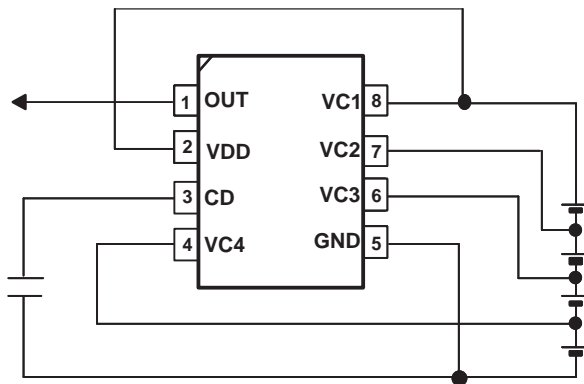 1 OUT VC1 8
2 VDD VC2 7
3 CD VC3 6
4 VC4 GND 5